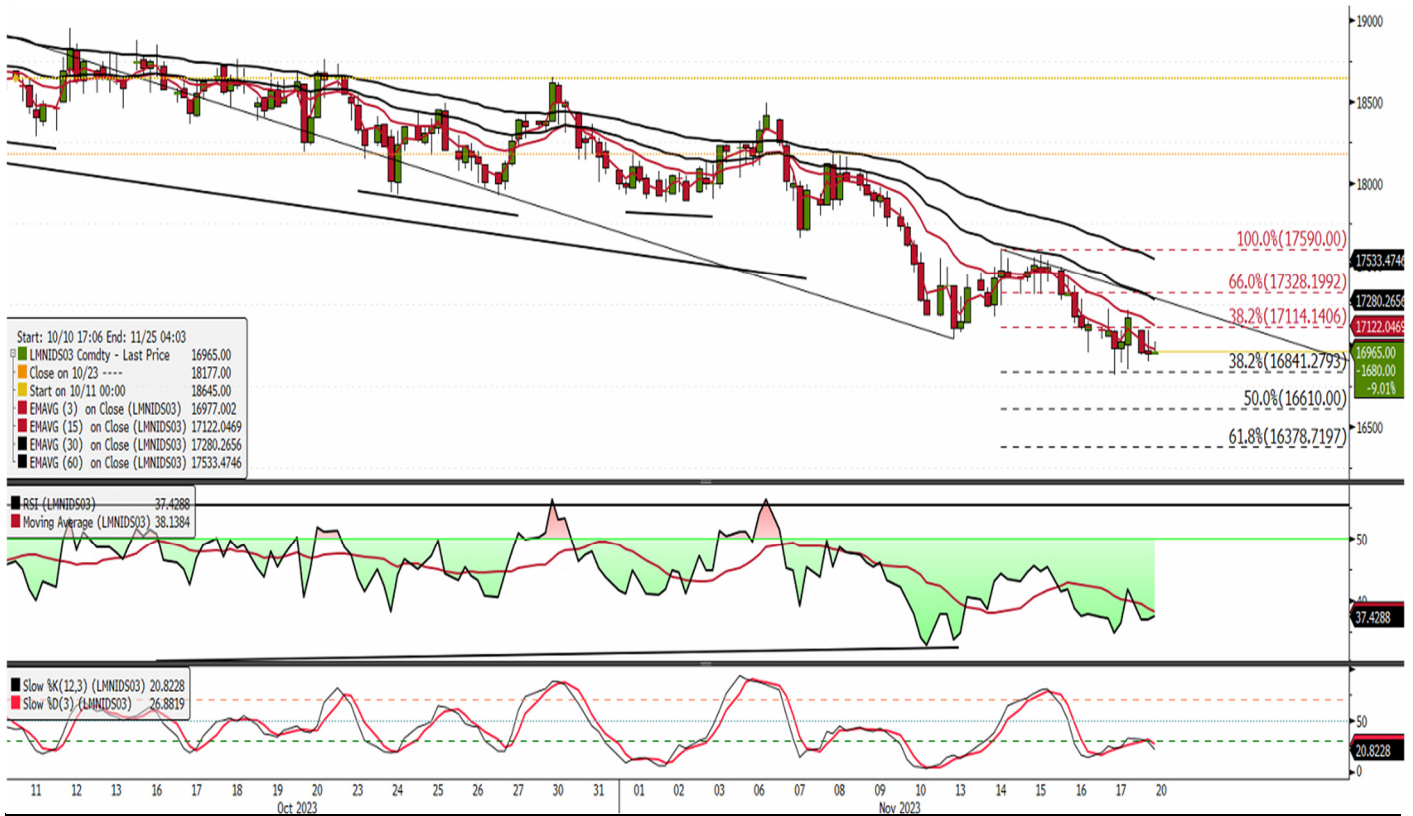 19000
18500
18000
100.0%(17590.00)
17533.4746
66.0%(17328.1992)
17280.2656
38.2%(17114.1406)
17122.0469
16965.00
-1680.00
-9.01%
38.2%(16841.2793)
50.0%(16610.00)
16500
61.8%(16378.7197)
Start: 10/10 17:06 End: 11/25 04:03
LMNIDS03 Comdty - Last Price 16965.00
Close on 10/23 ---- 18177.00
Start on 10/11 00:00 18645.00
EMAVG (3) on Close (LMNIDS03) 16977.002
EMAVG (15) on Close (LMNIDS03) 17122.0469
EMAVG (30) on Close (LMNIDS03) 17280.2656
EMAVG (60) on Close (LMNIDS03) 17533.4746
RSI (LMNIDS03) 37.4288
Moving Average (LMNIDS03) 38.1384
50
40
37.4288
Slow %K(12,3) (LMNIDS03) 20.8228
Slow %D(3) (LMNIDS03) 26.8819
50
20.8228
0
11 12 13 16 17 18 19 20 23 24 25 26 27 30 31 01 02 03 06 07 08 09 10 13 14 15 16 17 20
Oct 2023 Nov 2023